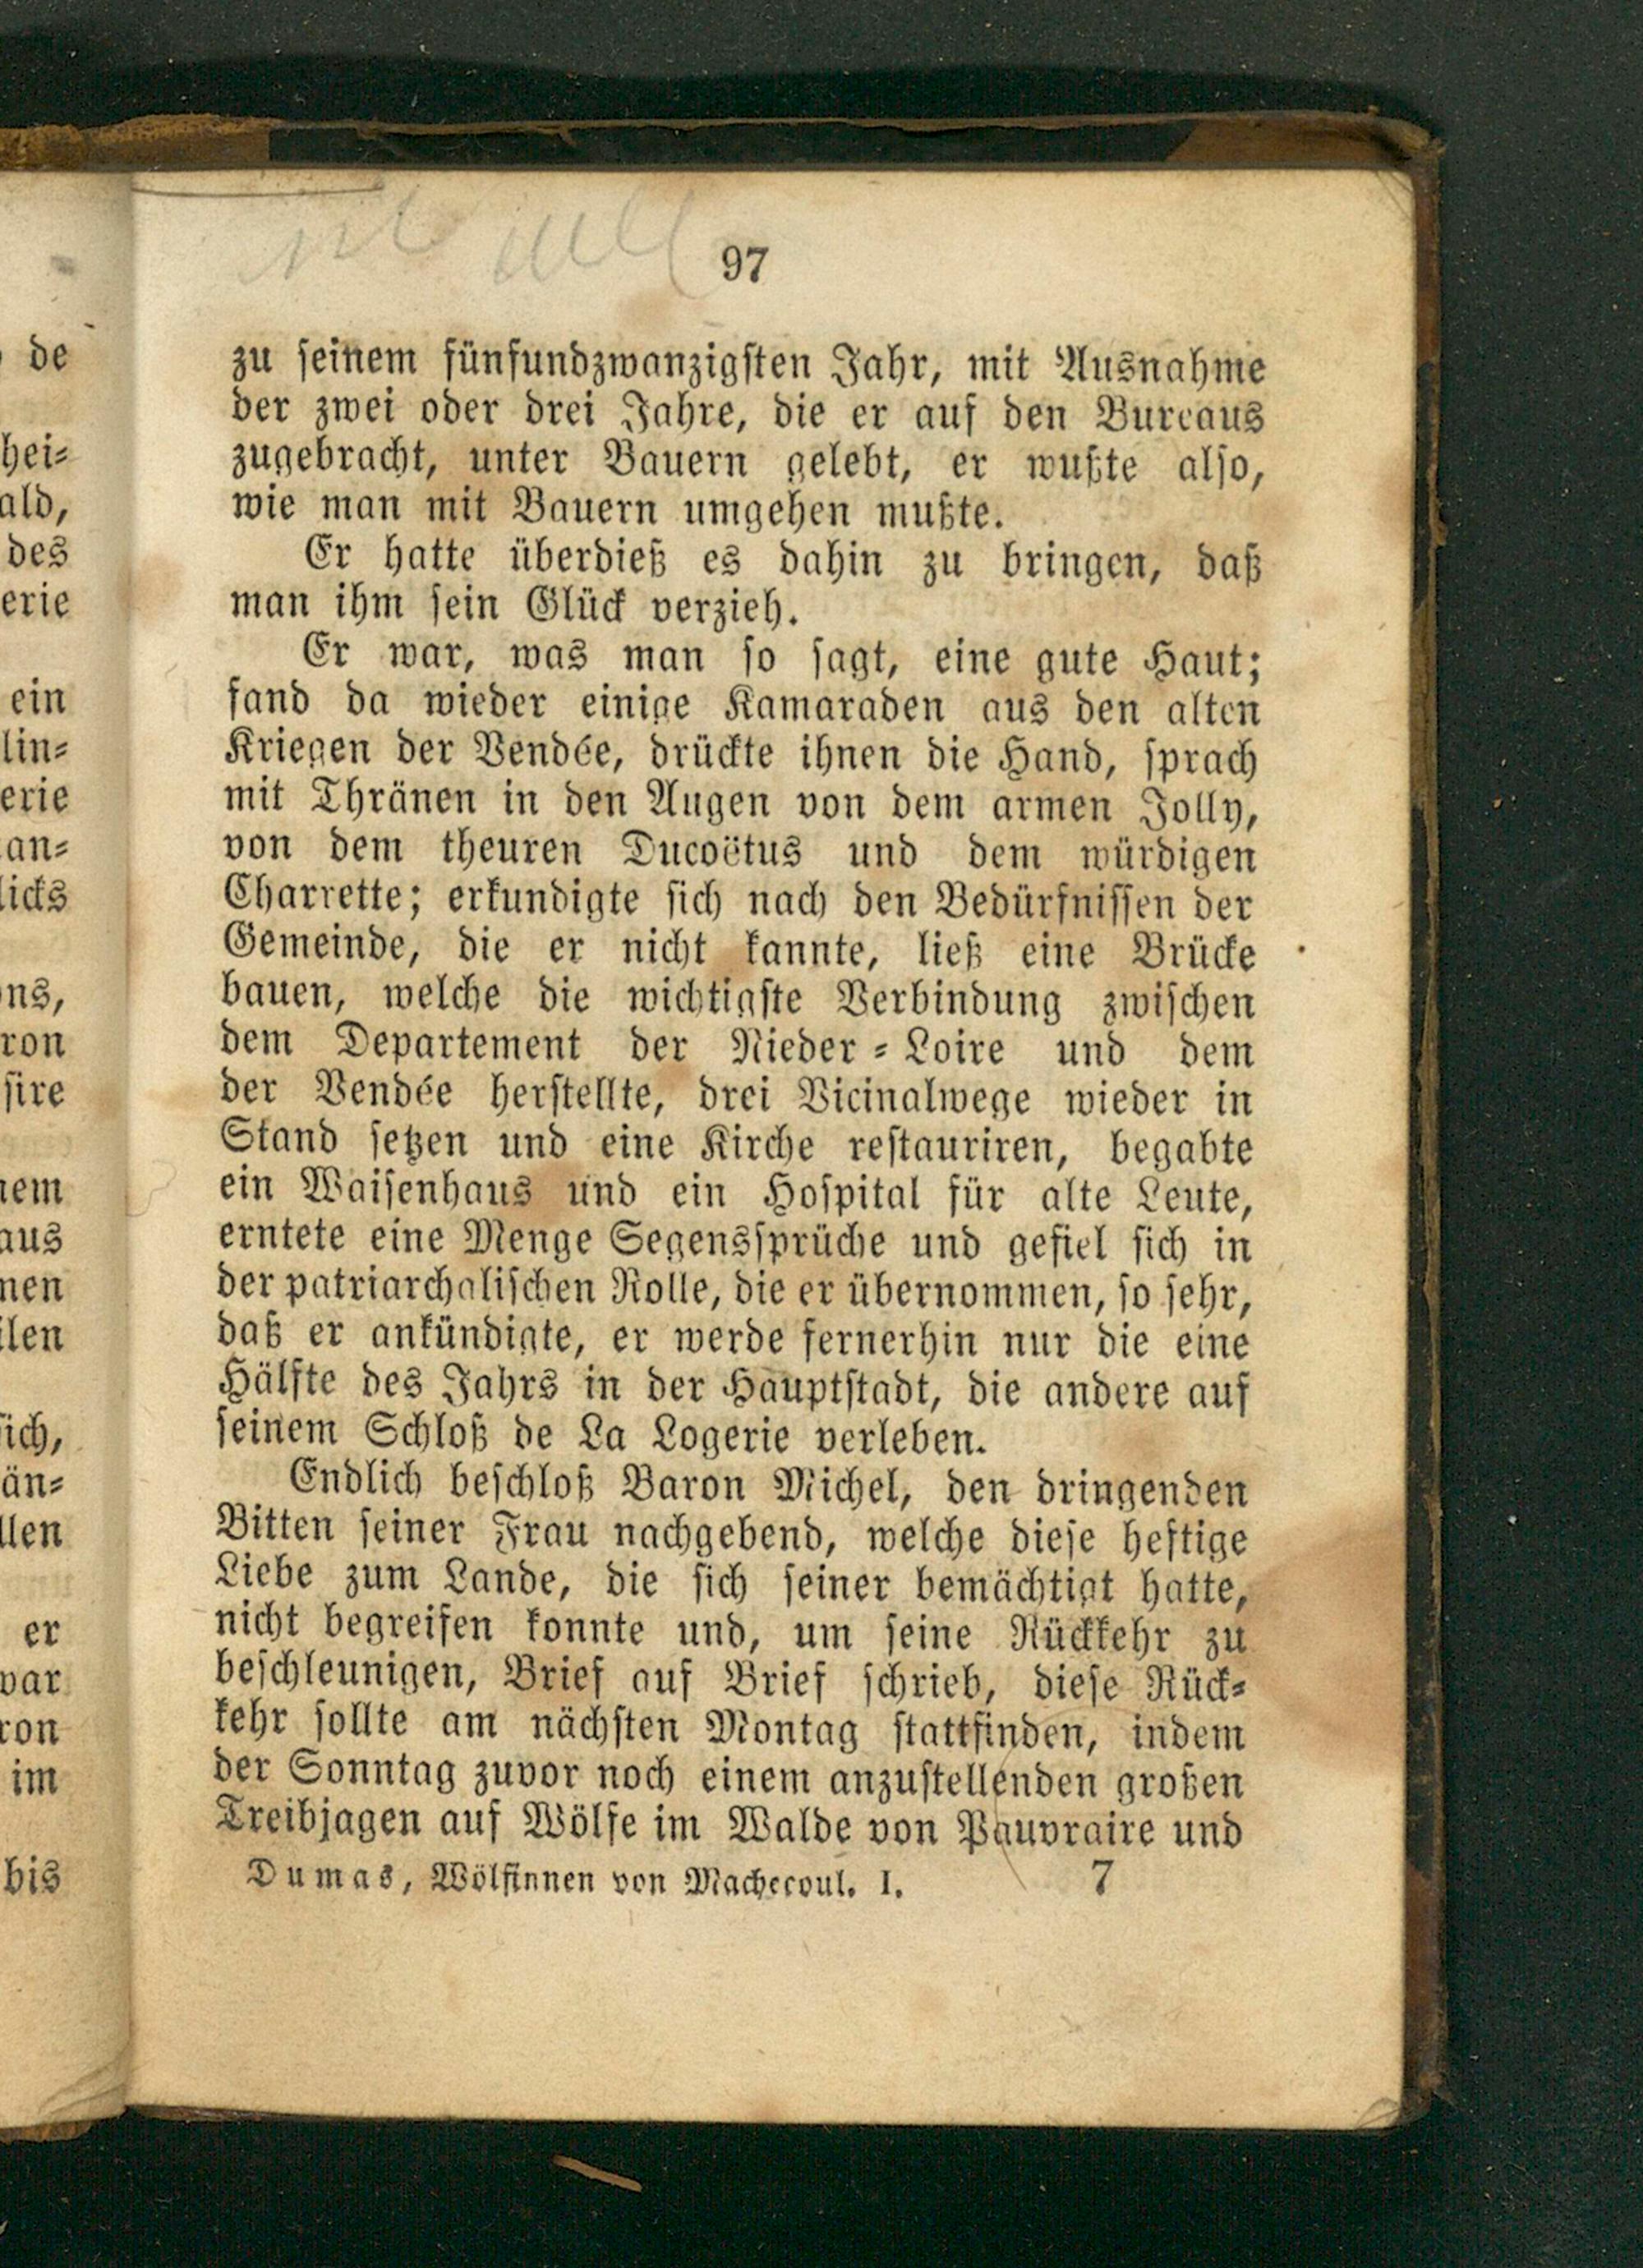 97
zu seinem fünfundzwanzigsten Jahr, mit Ausnahme
der zwei oder drei Jahre, die er auf den Bureaus
zugebracht, unter Bauern gelebt, er wußte also,
wie man mit Bauern umgehen mußte.
Er hatte überdieß es dahin zu bringen, daß
man ihm sein Glück verzieh.
Er war, was man so sagt, eine gute Haut;
fand da wieder einige Kamaraden aus den alten
Kriegen der Vendée, drückte ihnen die Hand, sprach
mit Thränen in den Augen von dem armen Jolly,
von dem theuren Ducoëtus und dem würdigen
Charrette; erkundigte sich nach den Bedürfnissen der
Gemeinde, die er nicht kannte, ließ eine Brücke
bauen, welche die wichtigste Verbindung zwischen
dem Departement der Nieder-Loire und dem
der Vendée herstellte, drei Vicinalwege wieder in
Stand setzen und eine Kirche restauriren, begabte
ein Waisenhaus und ein Hospital für alte Leute,
erntete eine Menge Segenssprüche und gefiel sich in
der patriarchalischen Rolle, die er übernommen, so sehr,
daß er ankündigte, er werde fernerhin nur die eine
Hälfte des Jahrs in der Hauptstadt, die andere auf
seinem Schloß de La Logerie verleben.
Endlich beschloß Baron Michel, den dringenden
Bitten seiner Frau nachgebend, welche diese heftige
Liebe zum Lande, die sich seiner bemächtigt hatte,
nicht begreifen konnte und, um seine Rückkehr zu
beschleunigen, Brief auf Brief schrieb, diese Rück-
kehr sollte am nächsten Montag stattfinden, indem
der Sonntag zuvor noch einem anzustellenden großen
Treibjagen auf Wölfe im Walde von Pauvraire und
Dumas, Wölfinnen von Machecoul. I. 7